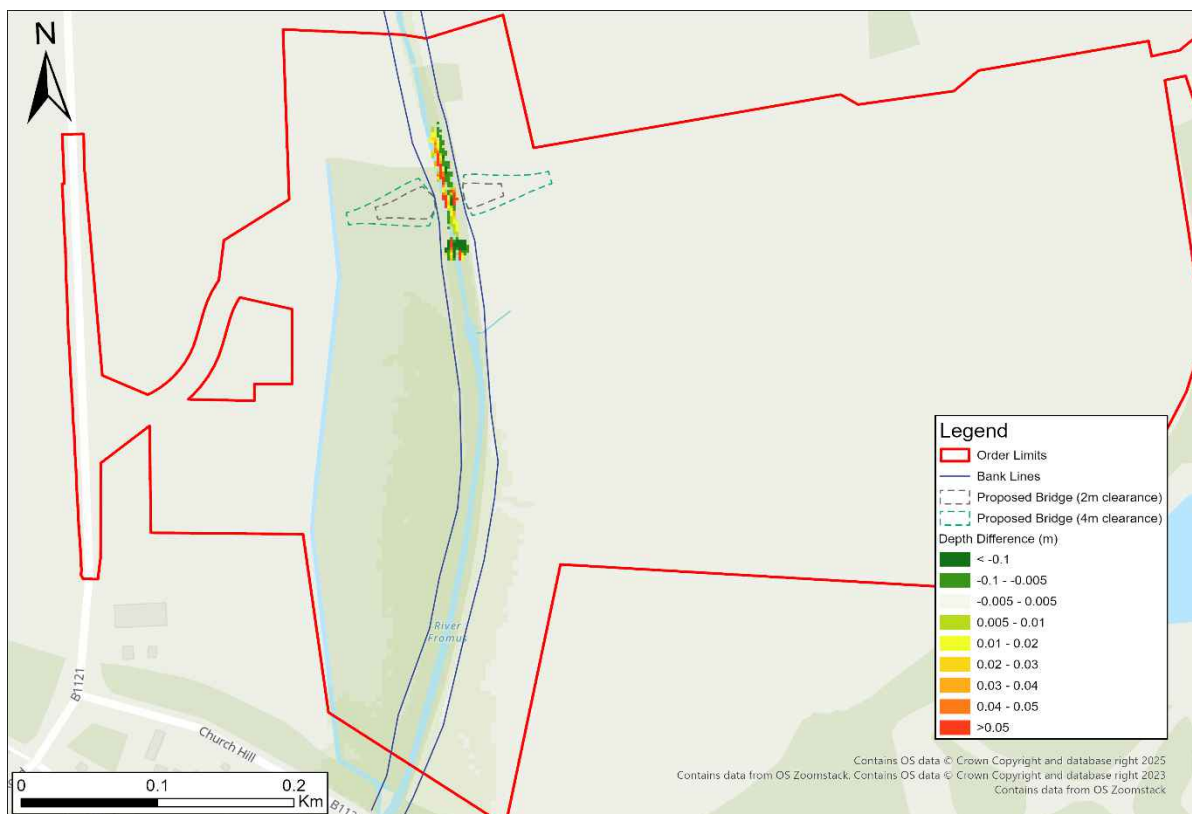 N
River
Fromus
B1121
Church Hill
B112
0
0.1
0.2
Km
Legend
Order Limits
Bank Lines
Proposed Bridge (2m clearance)
Proposed Bridge (4m clearance)
Depth Difference (m)
< -0.1
-0.1 - -0.005
-0.005 - 0.005
0.005 - 0.01
0.01 - 0.02
0.02 - 0.03
0.03 - 0.04
0.04 - 0.05
>0.05
Contains OS data © Crown Copyright and database right 2025
Contains data from OS Zoomstack. Contains OS data © Crown Copyright and database right 2023
Contains data from OS Zoomstack